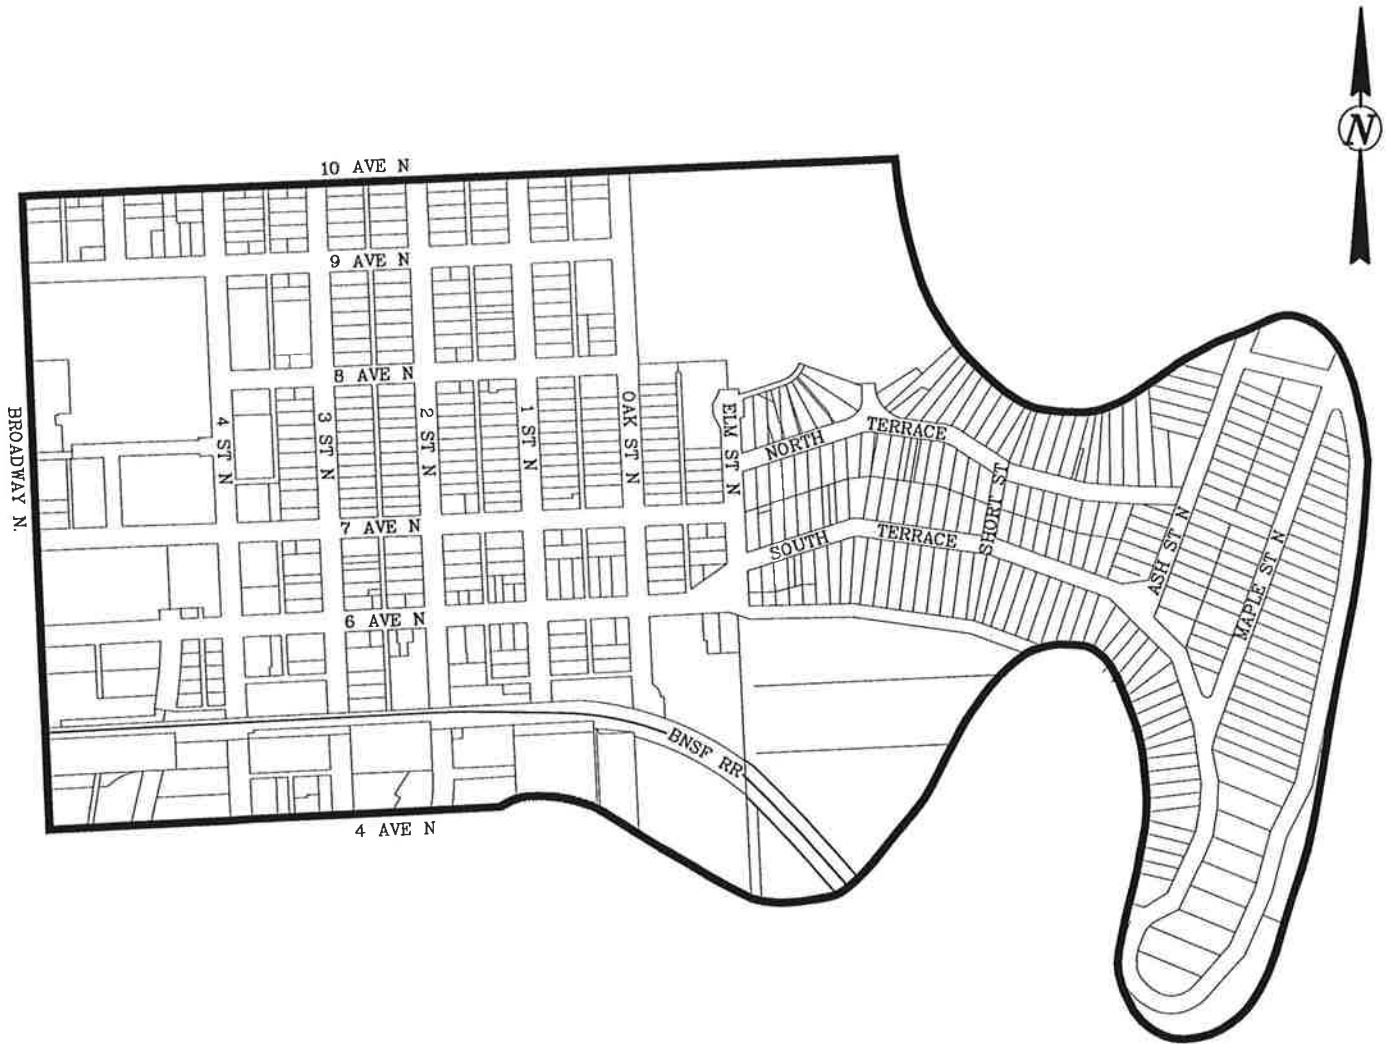 N
10 AVE N
9 AVE N
8 AVE N
BROADWAY N.
4 ST N
3 ST N
2 ST N
1 ST N
OAK ST N
ELM ST N
NORTH TERRACE
SHORT ST
7 AVE N
SOUTH TERRACE
ASH ST N
MAPLE ST N
6 AVE N
BNSF RR
4 AVE N